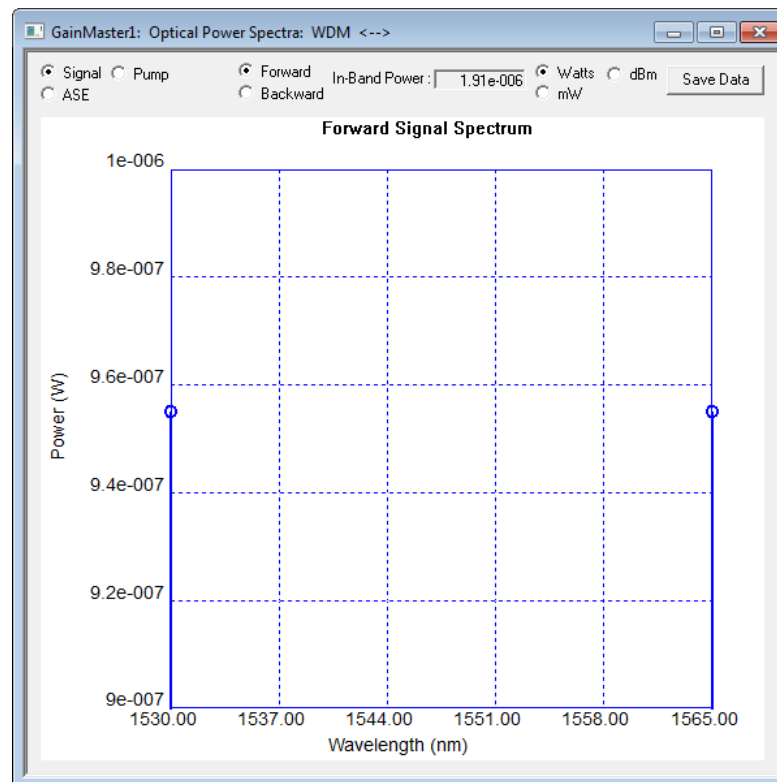 GainMaster1: Optical Power Spectra: WDM <-->
Signal Pump Forward In-Band Power : 1.91e-006 Watts dBm Save Data
ASE Backward mW
Forward Signal Spectrum
1e-006
9.8e-007
9.6e-007
9.4e-007
9.2e-007
9e-007
Power (W)
1530.00 1537.00 1544.00 1551.00 1558.00 1565.00
Wavelength (nm)